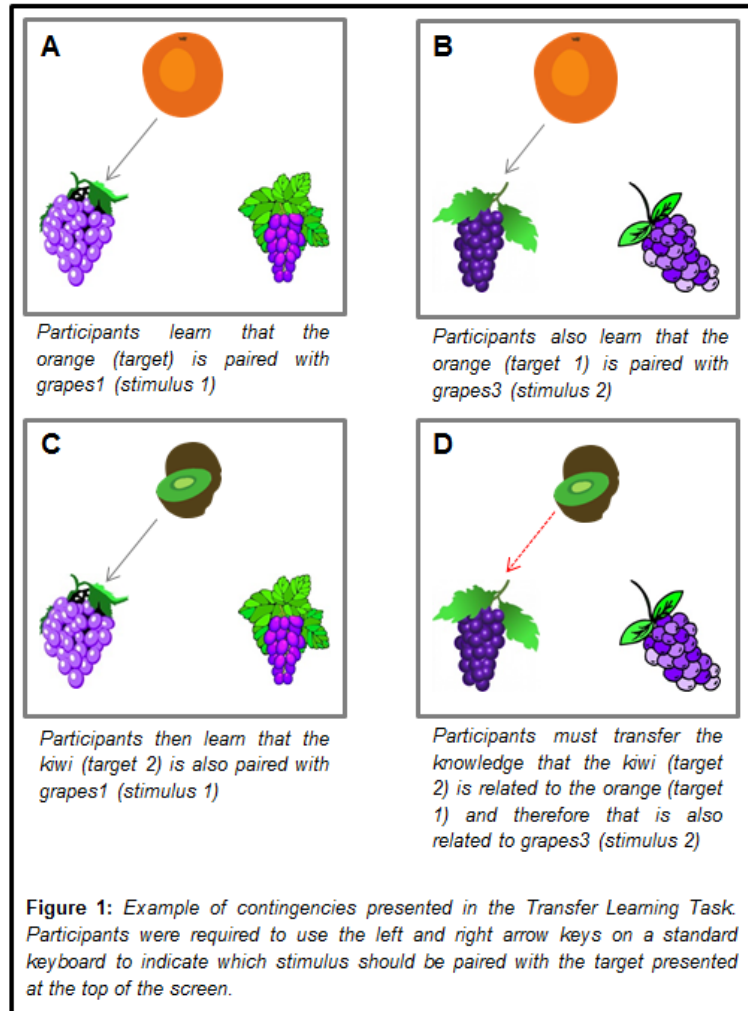 A
B
Participants learn that the
orange (target) is paired with
grapes1 (stimulus 1)
Participants also learn that the
orange (target 1) is paired with
grapes3 (stimulus 2)
C
D
Participants then learn that the
kiwi (target 2) is also paired with
grapes1 (stimulus 1)
Participants must transfer the
knowledge that the kiwi (target
2) is related to the orange (target
1) and therefore that is also
related to grapes3 (stimulus 2)
Figure 1: Example of contingencies presented in the Transfer Learning Task.
Participants were required to use the left and right arrow keys on a standard
keyboard to indicate which stimulus should be paired with the target presented
at the top of the screen.